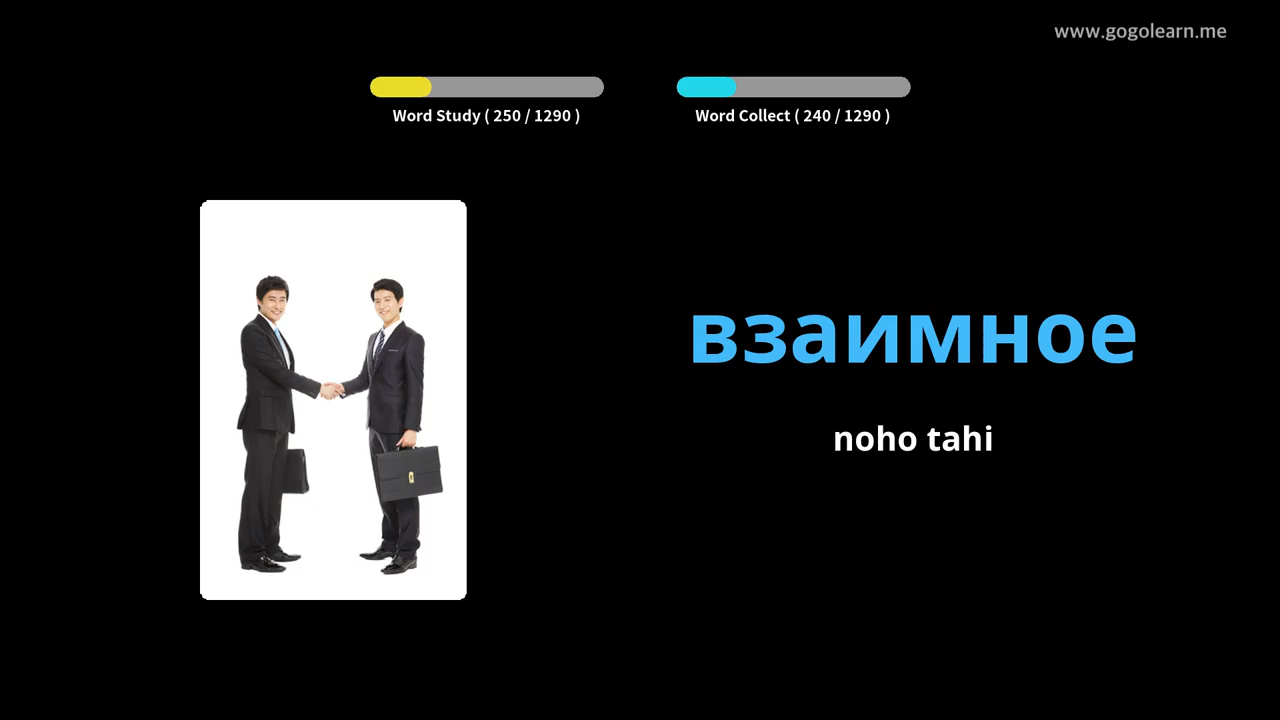 www.gogolearn.me
Word Study ( 250 / 1290 )
Word Collect ( 240 / 1290 )
взаимное
noho tahi